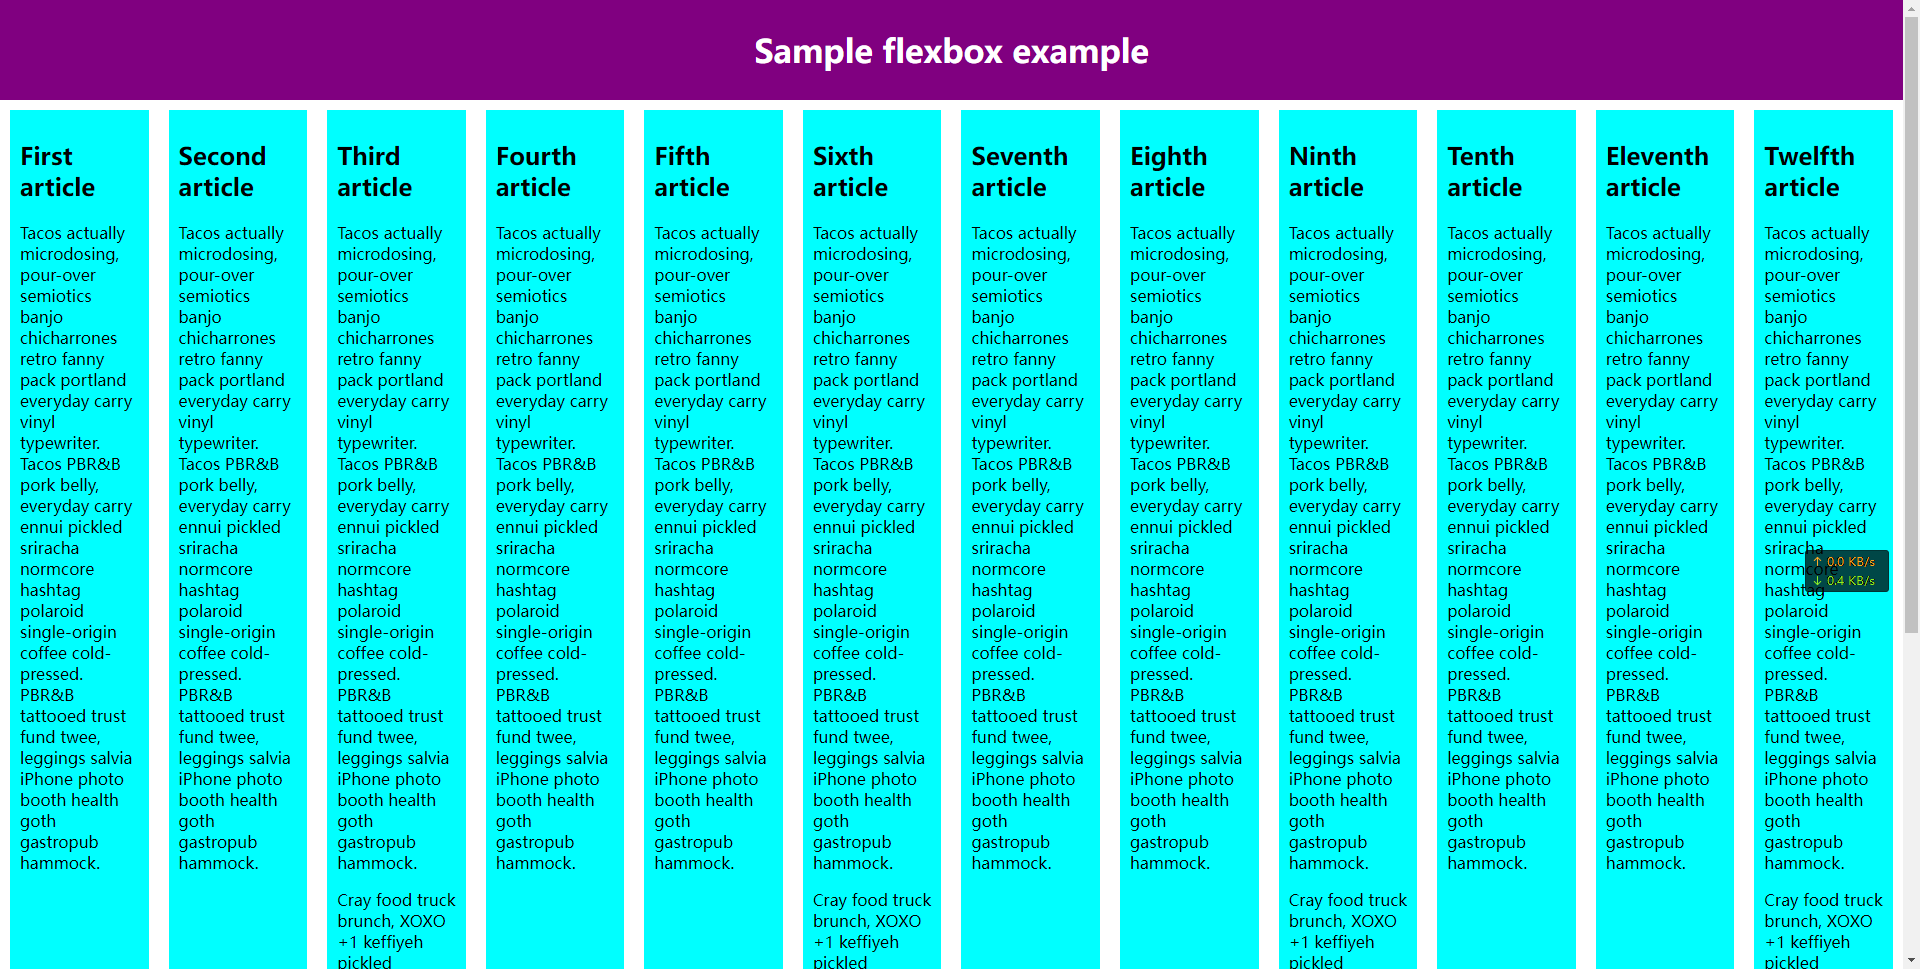 Sample flexbox example
First
article
Tacos actually
microdosing,
pour-over
semiotics
banjo
chicharrones
retro fanny
pack portland
everyday carry
vinyl
typewriter.
Tacos PBR&B
pork belly,
everyday carry
ennui pickled
sriracha
normcore
hashtag
polaroid
single-origin
coffee cold-
pressed.
PBR&B
tattooed trust
fund twee,
leggings salvia
iPhone photo
booth health
goth
gastropub
hammock.
Second
article
Tacos actually
microdosing,
pour-over
semiotics
banjo
chicharrones
retro fanny
pack portland
everyday carry
vinyl
typewriter.
Tacos PBR&B
pork belly,
everyday carry
ennui pickled
sriracha
normcore
hashtag
polaroid
single-origin
coffee cold-
pressed.
PBR&B
tattooed trust
fund twee,
leggings salvia
iPhone photo
booth health
goth
gastropub
hammock.
Third
article
Tacos actually
microdosing,
pour-over
semiotics
banjo
chicharrones
retro fanny
pack portland
everyday carry
vinyl
typewriter.
Tacos PBR&B
pork belly,
everyday carry
ennui pickled
sriracha
normcore
hashtag
polaroid
single-origin
coffee cold-
pressed.
PBR&B
tattooed trust
fund twee,
leggings salvia
iPhone photo
booth health
goth
gastropub
hammock.
Cray food truck
brunch, XOXO
+1 keffiyeh
pickled
Fourth
article
Tacos actually
microdosing,
pour-over
semiotics
banjo
chicharrones
retro fanny
pack portland
everyday carry
vinyl
typewriter.
Tacos PBR&B
pork belly,
everyday carry
ennui pickled
sriracha
normcore
hashtag
polaroid
single-origin
coffee cold-
pressed.
PBR&B
tattooed trust
fund twee,
leggings salvia
iPhone photo
booth health
goth
gastropub
hammock.
Fifth
article
Tacos actually
microdosing,
pour-over
semiotics
banjo
chicharrones
retro fanny
pack portland
everyday carry
vinyl
typewriter.
Tacos PBR&B
pork belly,
everyday carry
ennui pickled
sriracha
normcore
hashtag
polaroid
single-origin
coffee cold-
pressed.
PBR&B
tattooed trust
fund twee,
leggings salvia
iPhone photo
booth health
goth
gastropub
hammock.
Sixth
article
Tacos actually
microdosing,
pour-over
semiotics
banjo
chicharrones
retro fanny
pack portland
everyday carry
vinyl
typewriter.
Tacos PBR&B
pork belly,
everyday carry
ennui pickled
sriracha
normcore
hashtag
polaroid
single-origin
coffee cold-
pressed.
PBR&B
tattooed trust
fund twee,
leggings salvia
iPhone photo
booth health
goth
gastropub
hammock.
Cray food truck
brunch, XOXO
+1 keffiyeh
pickled
Seventh
article
Tacos actually
microdosing,
pour-over
semiotics
banjo
chicharrones
retro fanny
pack portland
everyday carry
vinyl
typewriter.
Tacos PBR&B
pork belly,
everyday carry
ennui pickled
sriracha
normcore
hashtag
polaroid
single-origin
coffee cold-
pressed.
PBR&B
tattooed trust
fund twee,
leggings salvia
iPhone photo
booth health
goth
gastropub
hammock.
Eighth
article
Tacos actually
microdosing,
pour-over
semiotics
banjo
chicharrones
retro fanny
pack portland
everyday carry
vinyl
typewriter.
Tacos PBR&B
pork belly,
everyday carry
ennui pickled
sriracha
normcore
hashtag
polaroid
single-origin
coffee cold-
pressed.
PBR&B
tattooed trust
fund twee,
leggings salvia
iPhone photo
booth health
goth
gastropub
hammock.
Ninth
article
Tacos actually
microdosing,
pour-over
semiotics
banjo
chicharrones
retro fanny
pack portland
everyday carry
vinyl
typewriter.
Tacos PBR&B
pork belly,
everyday carry
ennui pickled
sriracha
normcore
hashtag
polaroid
single-origin
coffee cold-
pressed.
PBR&B
tattooed trust
fund twee,
leggings salvia
iPhone photo
booth health
goth
gastropub
hammock.
Cray food truck
brunch, XOXO
+1 keffiyeh
pickled
Tenth
article
Tacos actually
microdosing,
pour-over
semiotics
banjo
chicharrones
retro fanny
pack portland
everyday carry
vinyl
typewriter.
Tacos PBR&B
pork belly,
everyday carry
ennui pickled
sriracha
normcore
hashtag
polaroid
single-origin
coffee cold-
pressed.
PBR&B
tattooed trust
fund twee,
leggings salvia
iPhone photo
booth health
goth
gastropub
hammock.
Eleventh
article
Tacos actually
microdosing,
pour-over
semiotics
banjo
chicharrones
retro fanny
pack portland
everyday carry
vinyl
typewriter.
Tacos PBR&B
pork belly,
everyday carry
ennui pickled
sriracha
normcore
hashtag
polaroid
single-origin
coffee cold-
pressed.
PBR&B
tattooed trust
fund twee,
leggings salvia
iPhone photo
booth health
goth
gastropub
hammock.
Twelfth
article
Tacos actually
microdosing,
pour-over
semiotics
banjo
chicharrones
retro fanny
pack portland
everyday carry
vinyl
typewriter.
Tacos PBR&B
pork belly,
everyday carry
ennui pickled
sriracha
normcore
hashtag
polaroid
single-origin
coffee cold-
pressed.
PBR&B
tattooed trust
fund twee,
leggings salvia
iPhone photo
booth health
goth
gastropub
hammock.
Cray food truck
brunch, XOXO
+1 keffiyeh
pickled
↑ 0.0 KB/s
↓ 0.4 KB/s